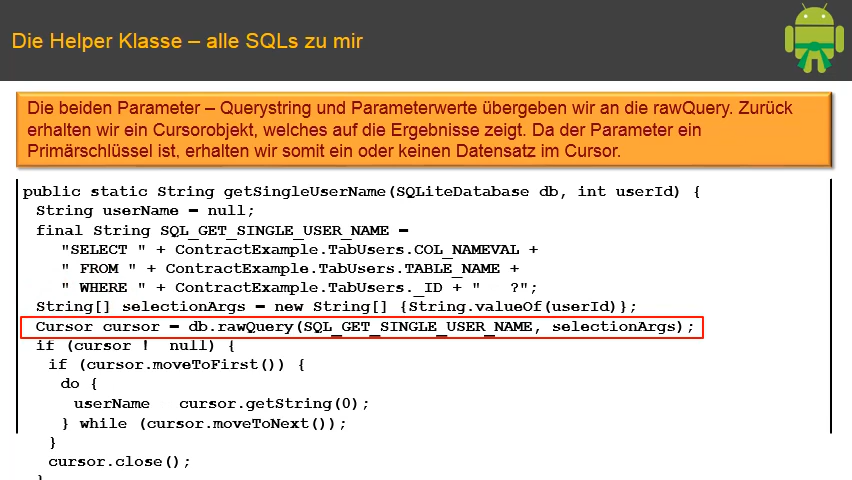 Die Helper Klasse – alle SQLs zu mir
Die beiden Parameter – Querystring und Parameterwerte übergeben wir an die rawQuery. Zurück
erhalten wir ein Cursorobjekt, welches auf die Ergebnisse zeigt. Da der Parameter ein
Primärschlüssel ist, erhalten wir somit ein oder keinen Datensatz im Cursor.
public static String getSingleUserName(SQLiteDatabase db, int userId) {
String userName = null;
final String SQL_GET_SINGLE_USER_NAME =
"SELECT " + ContractExample.TabUsers.COL_NAMEVAL +
" FROM " + ContractExample.TabUsers.TABLE_NAME +
" WHERE " + ContractExample.TabUsers._ID + "   ?";
String[] selectionArgs = new String[] {String.valueOf(userId)};
Cursor cursor = db.rawQuery(SQL_GET_SINGLE_USER_NAME, selectionArgs);
if (cursor !  null) {
if (cursor.moveToFirst()) {
do {
userName   cursor.getString(0);
} while (cursor.moveToNext());
}
cursor.close();